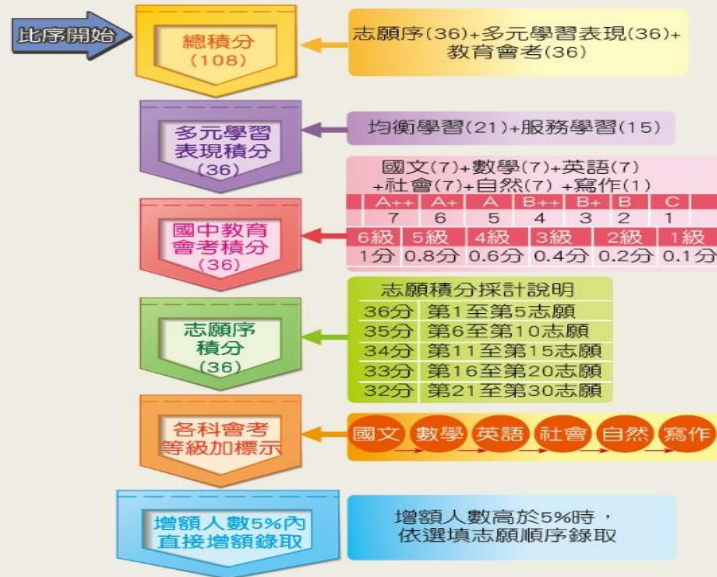 比序開始
總積分
(108)
志願序(36)+多元學習表現(36)+
教育會考(36)
多元學習
表現積分
(36)
均衡學習(21)+服務學習(15)
國中教育
會考積分
(36)
國文(7)+數學(7)+英語(7)
+社會(7)+自然(7) +寫作(1)
A++ A+ A B++ B+ B C
7 6 5 4 3 2 1
6級 5級 4級 3級 2級 1級
1分 0.8分 0.6分 0.4分 0.2分 0.1分
志願序
積分
(36)
志願積分採計說明
36分 第1至第5志願
35分 第6至第10志願
34分 第11至第15志願
33分 第16至第20志願
32分 第21至第30志願
各科會考
等級加標示
國文 數學 英語 社會 自然 寫作
增額人數5%內
直接增額錄取
增額人數高於5%時，
依選填志願順序錄取